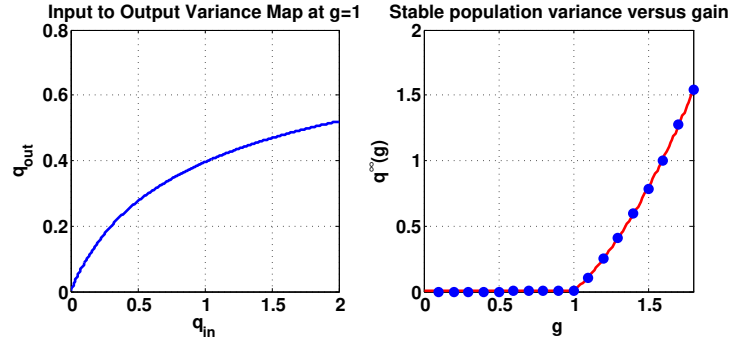 Input to Output Variance Map at g=1
0.8
0.6
0.4
0.2
0
q_out
0 0.5 1 1.5 2
q_in
Stable population variance versus gain
2
1.5
1
0.5
0
q^∞(g)
0 0.5 1 1.5
g